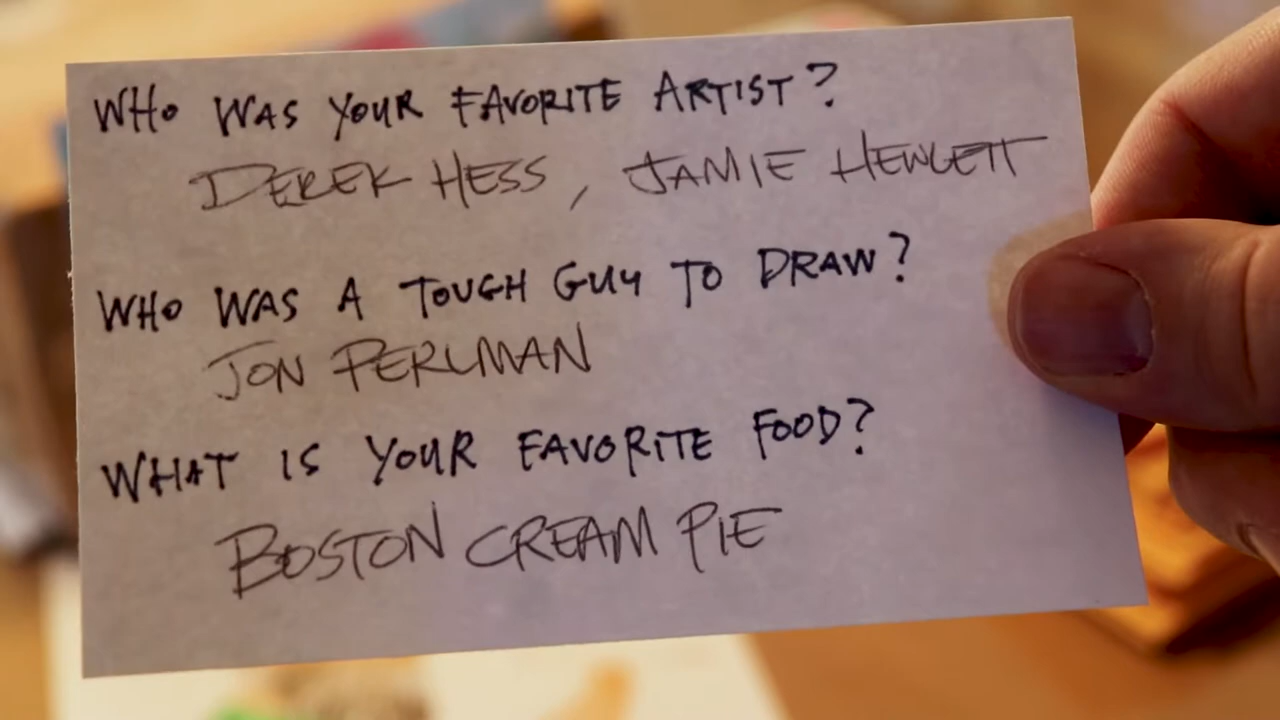 WHO WAS YOUR FAVORITE ARTIST?
DEREK HESS, JAMIE HEWLETT
WHO WAS A TOUGH GUY TO DRAW?
JON PERLMAN
WHAT IS YOUR FAVORITE FOOD?
BOSTON CREAM PIE